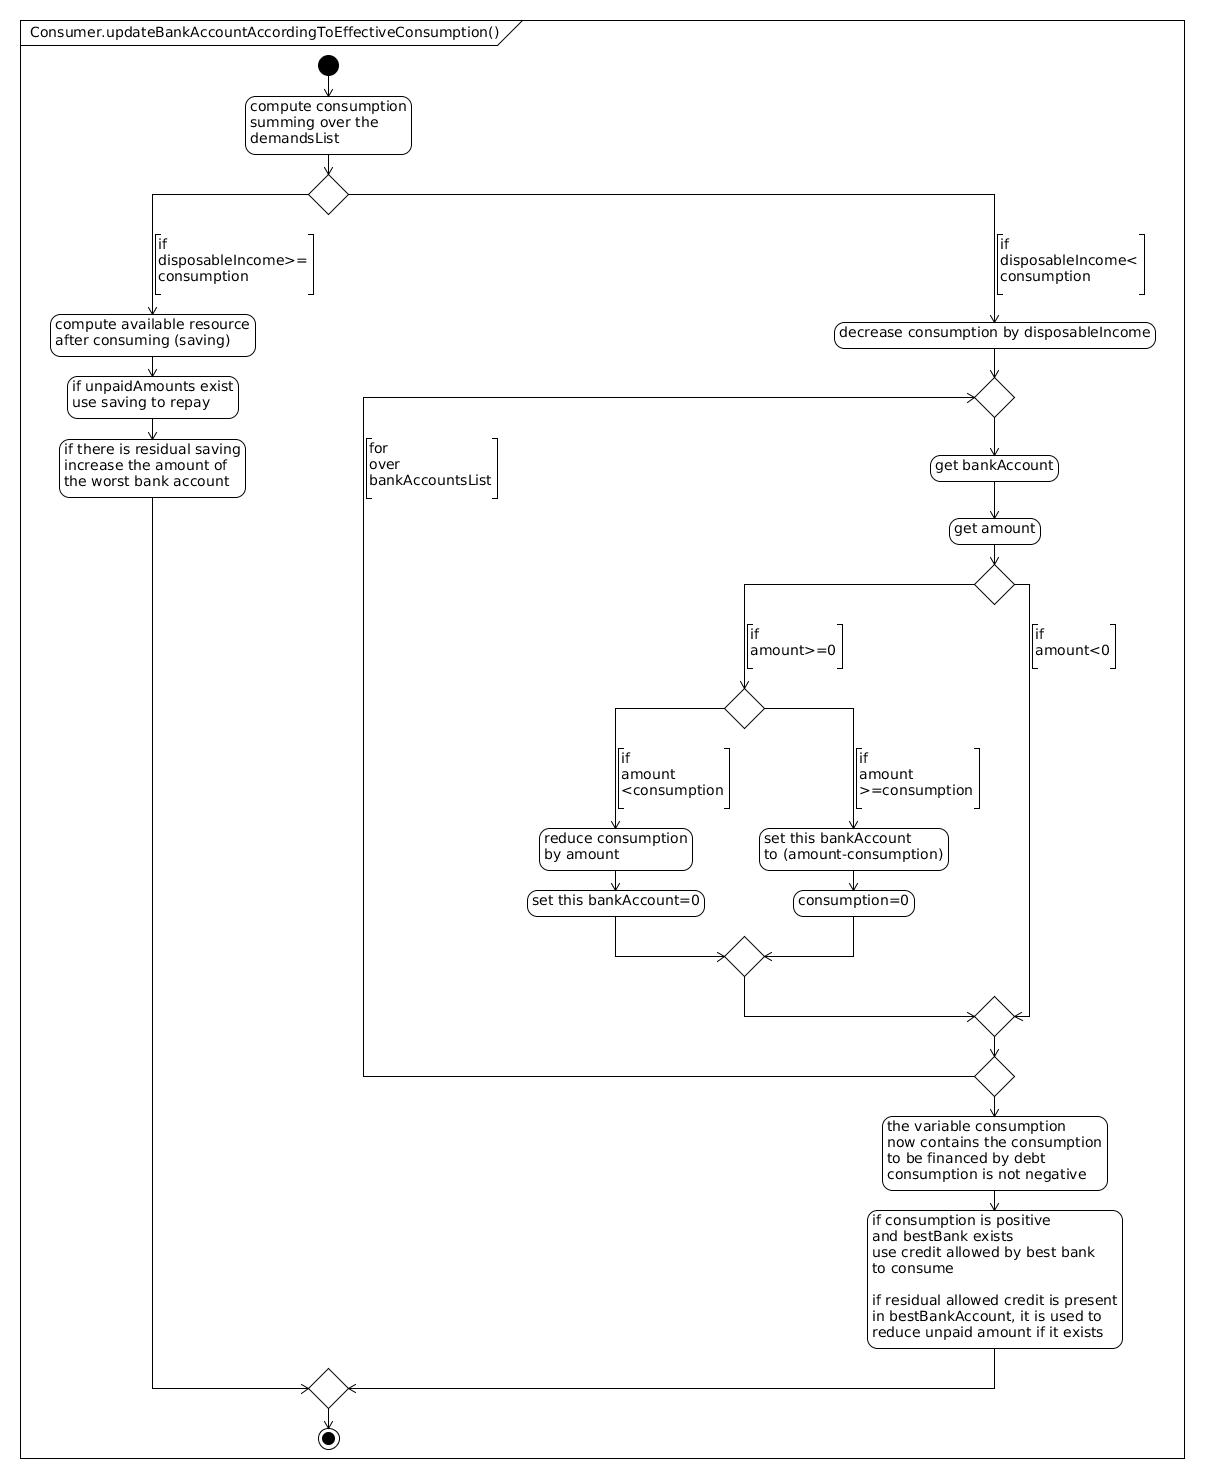 Consumer.updateBankAccountAccordingToEffectiveConsumption()
compute consumption
summing over the
demandsList
if
disposableIncome>=
consumption
compute available resource
after consuming (saving)
if unpaidAmounts exist
use saving to repay
if there is residual saving
increase the amount of
the worst bank account
if
disposableIncome<
consumption
decrease consumption by disposableIncome
for
over
bankAccountsList
get bankAccount
get amount
if
amount>=0
if
amount<0
if
amount
<consumption
reduce consumption
by amount
set this bankAccount=0
if
amount
>=consumption
set this bankAccount
to (amount-consumption)
consumption=0
the variable consumption
now contains the consumption
to be financed by debt
consumption is not negative
if consumption is positive
and bestBank exists
use credit allowed by best bank
to consume
if residual allowed credit is present
in bestBankAccount, it is used to
reduce unpaid amount if it exists